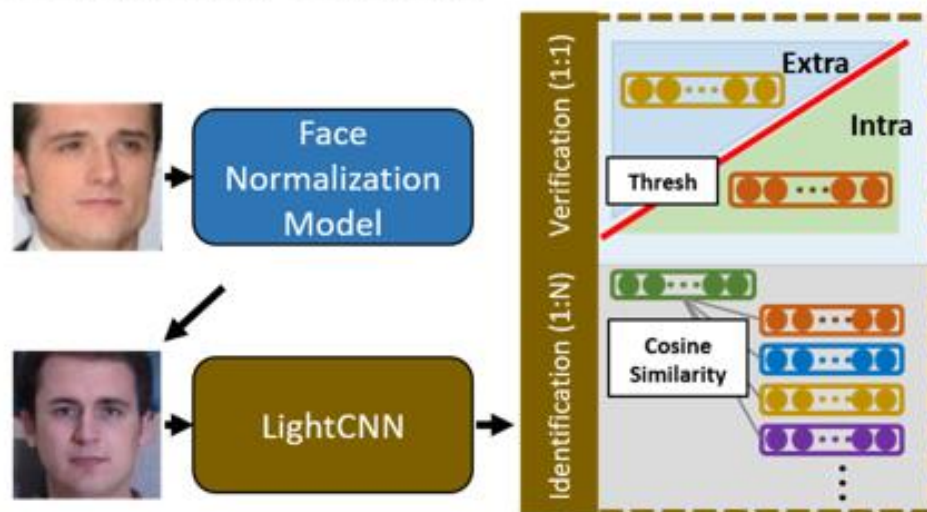 Face
Normalization
Model
LightCNN
Verification (1:1)
Extra
Intra
Thresh
Identification (1:N)
Cosine
Similarity